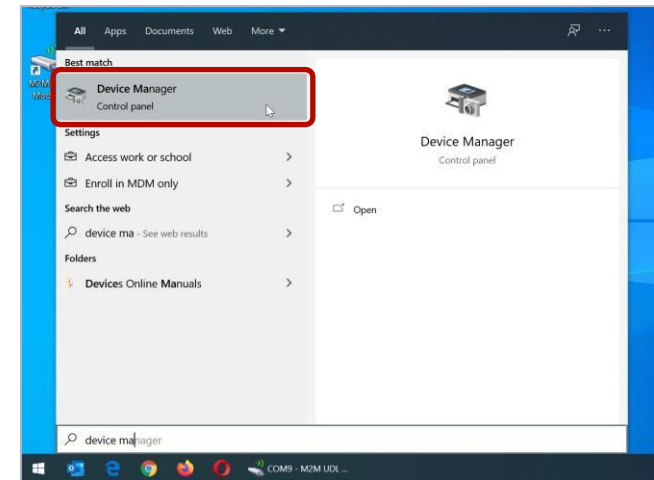 All Apps Documents Web More
Best match
Device Manager
Control panel
Settings
Access work or school
Enroll in MDM only
Search the web
device ma - See web results
Folders
Devices Online Manuals
Device Manager
Control panel
Open
device manager
COM9 - M2M UDL ...